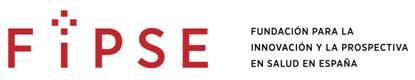 FiPSE
FUNDACIÓN PARA LA
INNOVACIÓN Y LA PROSPECTIVA
EN SALUD EN ESPAÑA